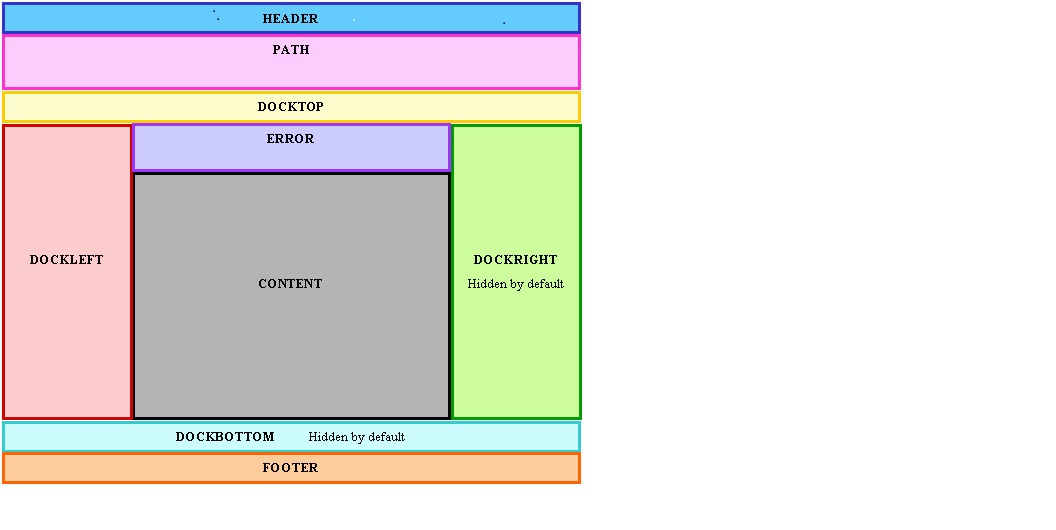 HEADER
PATH
DOCKTOP
ERROR
DOCKLEFT
CONTENT
DOCKRIGHT
Hidden by default
DOCKBOTTOM Hidden by default
FOOTER